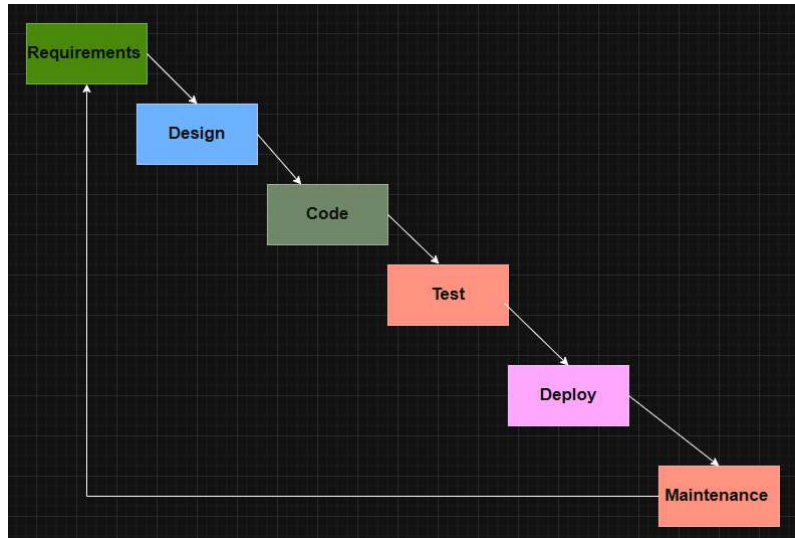 Requirements
Design
Code
Test
Deploy
Maintenance